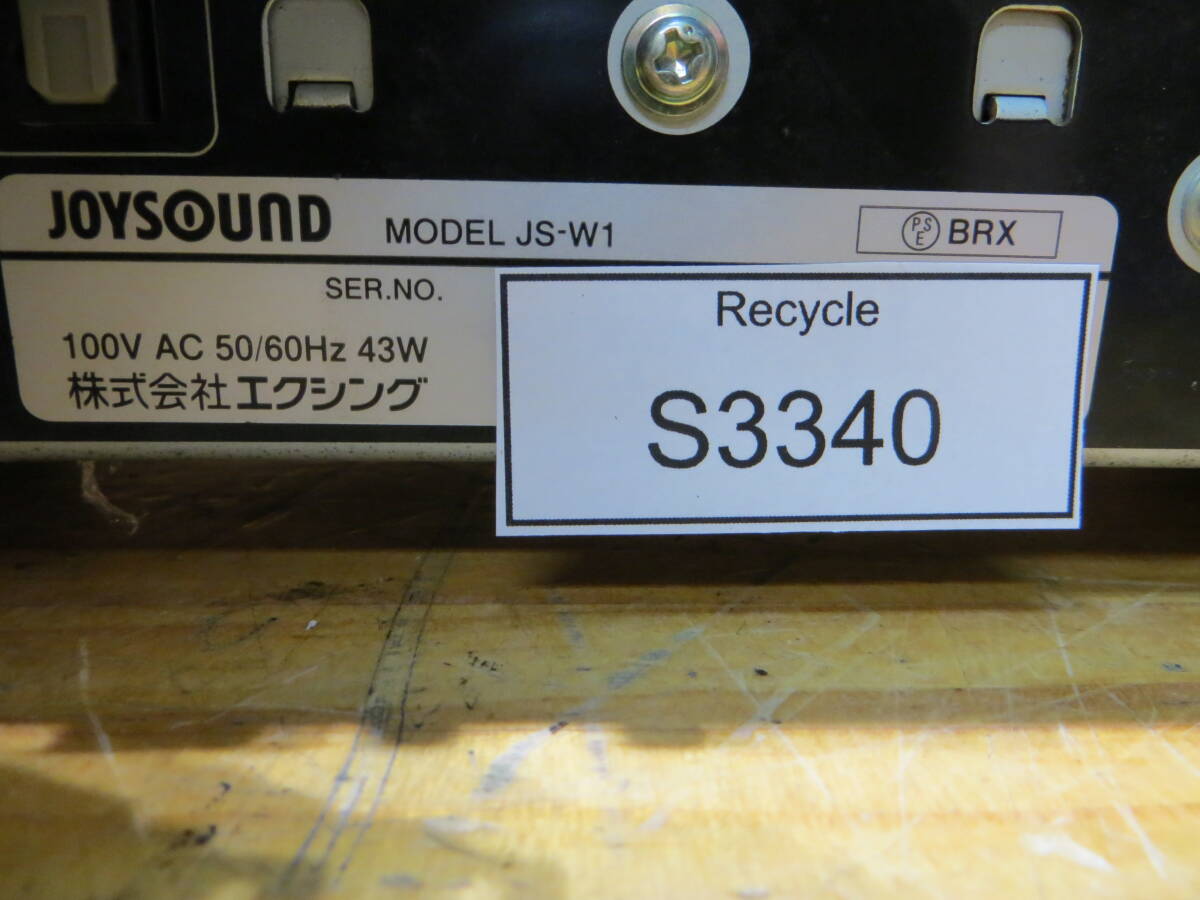 JOYSOUND MODEL JS-W1 PSE BRX
SER.NO.
100V AC 50/60Hz 43W
株式会社エクシング
Recycle
S3340